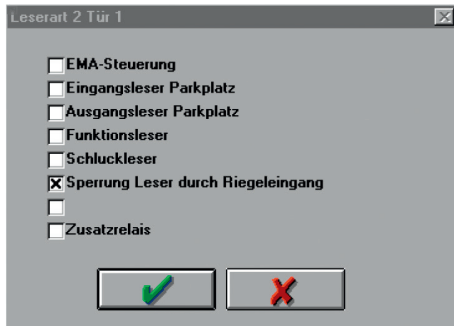 Leserart 2 Tür 1
EMA-Steuerung
Eingangsleser Parkplatz
Ausgangsleser Parkplatz
Funktionsleser
Schluckleser
Sperrung Leser durch Riegeleingang
Zusatzrelais